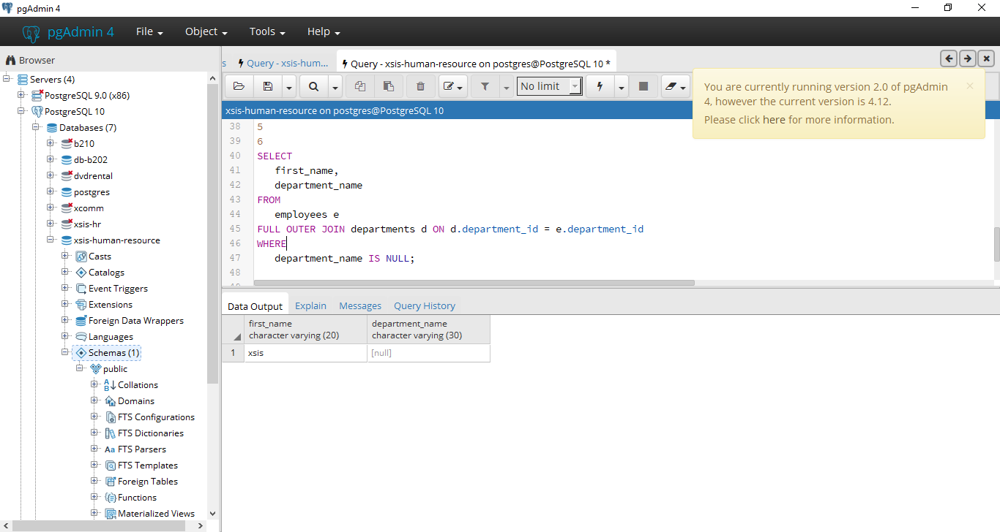 pgAdmin 4
pgAdmin 4 File Object Tools Help
Browser
Servers (4)
PostgreSQL 9.0 (x86)
PostgreSQL 10
Databases (7)
b210
db-b202
dvdrental
postgres
xcomm
xsis-hr
xsis-human-resource
Casts
Catalogs
Event Triggers
Extensions
Foreign Data Wrappers
Languages
Schemas (1)
public
Collations
Domains
FTS Configurations
FTS Dictionaries
Aa FTS Parsers
FTS Templates
Foreign Tables
Functions
Materialized Views
s Query - xsis-hum... Query - xsis-human-resource on postgres@PostgreSQL 10 *
No limit
You are currently running version 2.0 of pgAdmin
4, however the current version is 4.12.
Please click here for more information.
xsis-human-resource on postgres@PostgreSQL 10
38 5
39 6
40 SELECT
41 first_name,
42 department_name
43 FROM
44 employees e
45 FULL OUTER JOIN departments d ON d.department_id = e.department_id
46 WHERE
47 department_name IS NULL;
48
Data Output Explain Messages Query History
first_name department_name
character varying (20) character varying (30)
1 xsis [null]